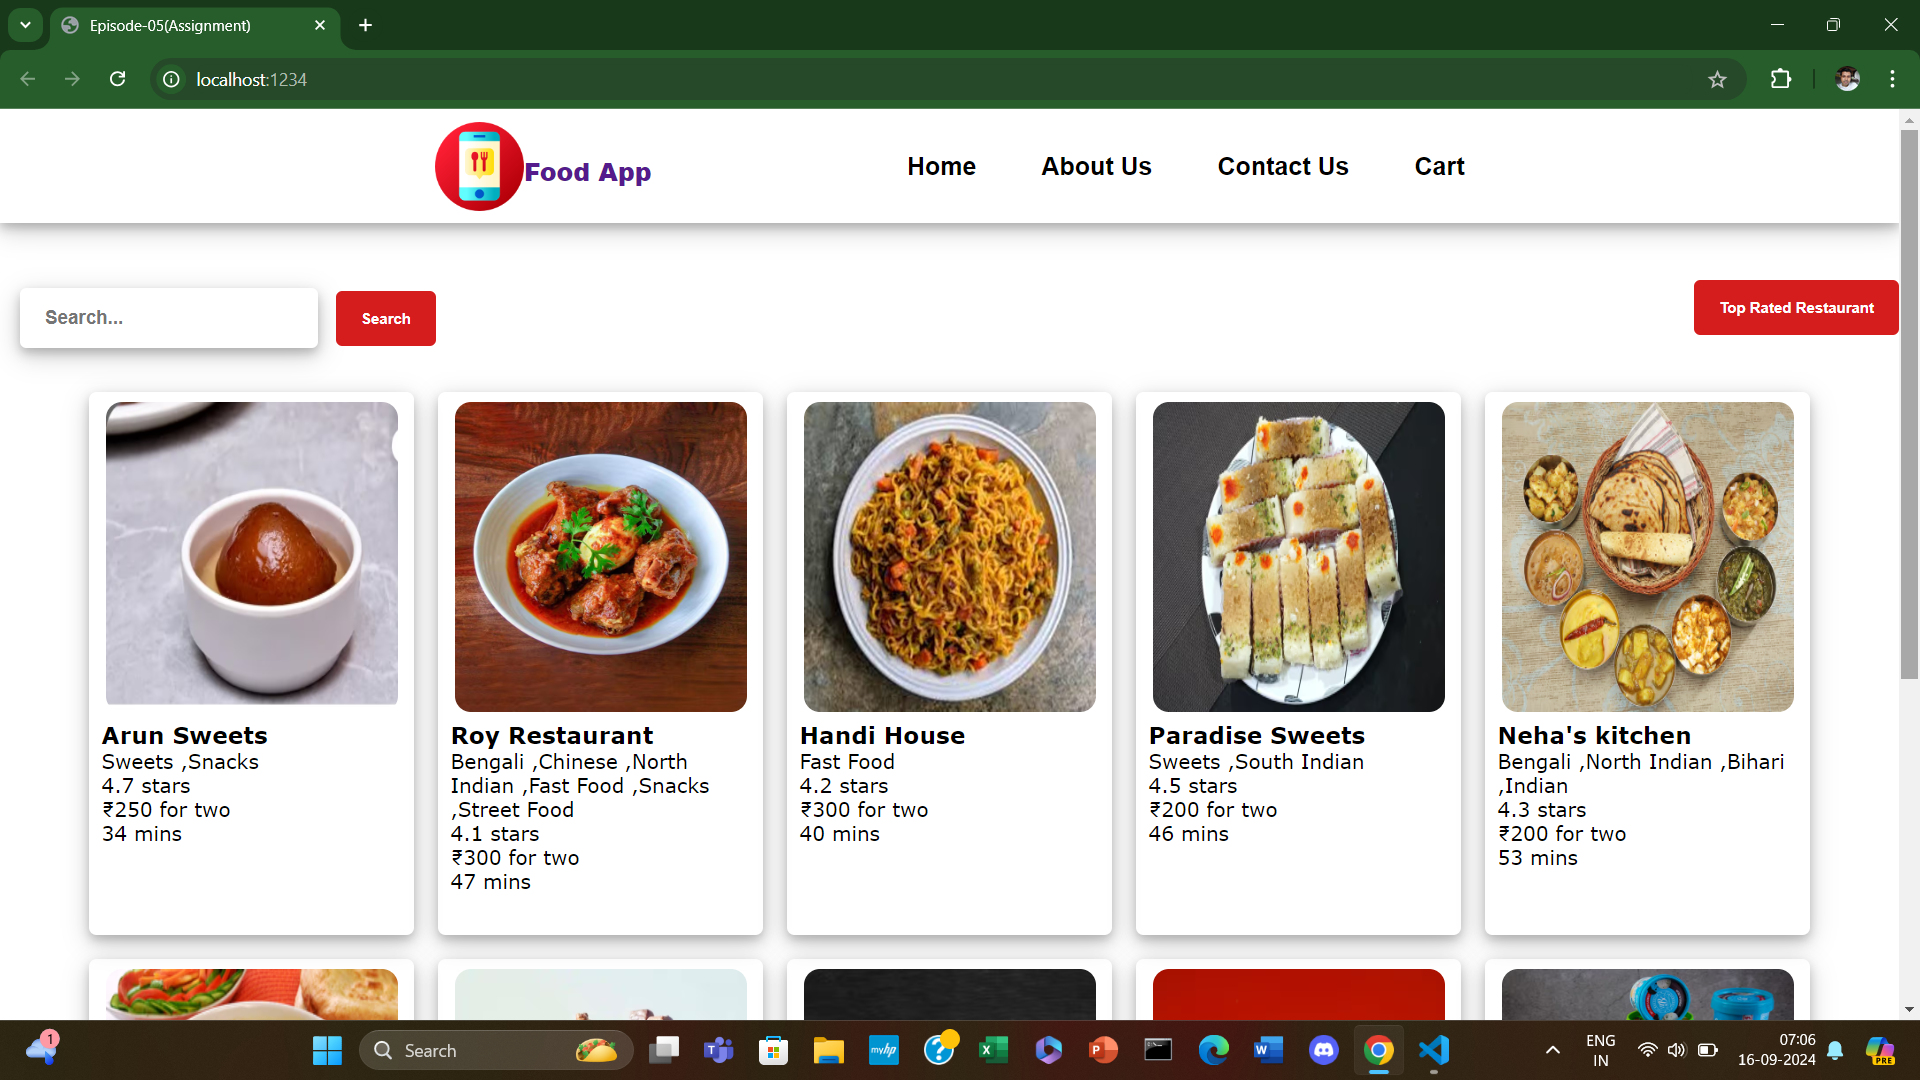 Episode-05(Assignment)
localhost:1234
Food App
Home
About Us
Contact Us
Cart
Search...
Search
Top Rated Restaurant
Arun Sweets
Sweets ,Snacks
4.7 stars
₹250 for two
34 mins
Roy Restaurant
Bengali ,Chinese ,North
Indian ,Fast Food ,Snacks
,Street Food
4.1 stars
₹300 for two
47 mins
Handi House
Fast Food
4.2 stars
₹300 for two
40 mins
Paradise Sweets
Sweets ,South Indian
4.5 stars
₹200 for two
46 mins
Neha's kitchen
Bengali ,North Indian ,Bihari
,Indian
4.3 stars
₹200 for two
53 mins
1
Search
T
myhp
?
X
P
W
PRE
ENG
IN
07:06
16-09-2024